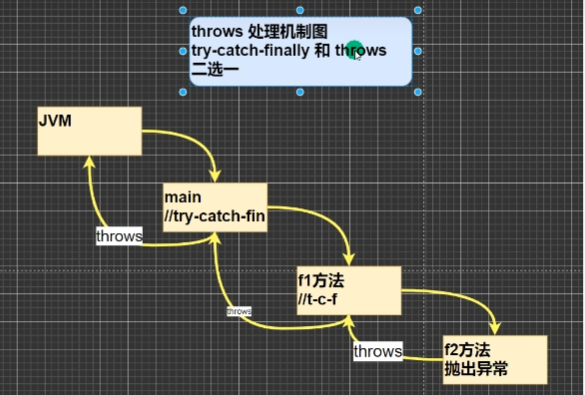 throws 处理机制图
try-catch-finally 和 throws
二选一
JVM
main
//try-catch-fin
throws
f1方法
//t-c-f
throws
f2方法
throws
抛出异常